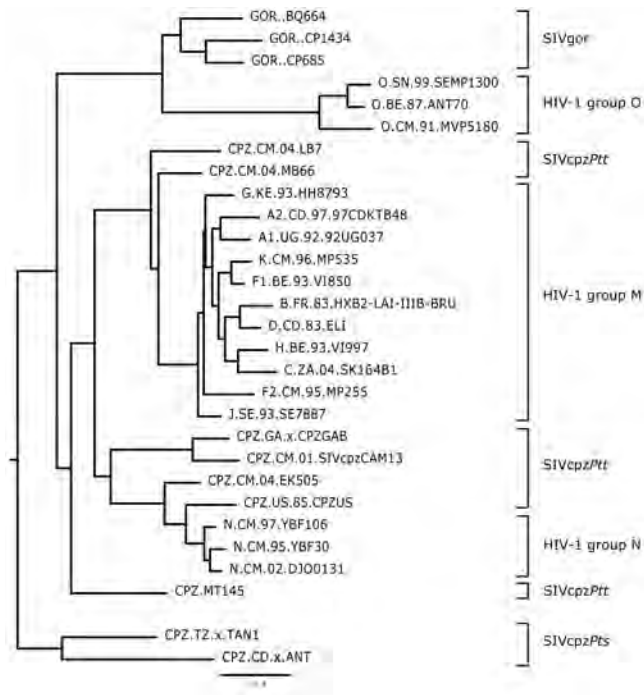 GOR..BQ664
GOR..CP1434
GOR..CP685
SIVgor
O.SN.99.SEMP1300
O.BE.87.ANT70
O.CM.91.MVP5180
HIV-1 group O
CPZ.CM.04.LB7
CPZ.CM.04.MB66
SIVcpzPtt
G.KE.93.HH8793
A2.CD.97.97CDKTB48
A1.UG.92.92UG037
K.CM.96.MP535
F1.BE.93.VI850
B.FR.83.HXB2-LAI-IIIB-BRU
D.CD.83.ELI
H.BE.93.VI997
C.ZA.04.SK164B1
F2.CM.95.MP255
J.SE.93.SE7887
HIV-1 group M
CPZ.GA.x.CPZGAB
CPZ.CM.01.SIVcpzCAM13
CPZ.CM.04.EK505
CPZ.US.85.CPZUS
SIVcpzPtt
N.CM.97.YBF106
N.CM.95.YBF30
N.CM.02.DJO0131
HIV-1 group N
CPZ.MT145
SIVcpzPtt
CPZ.TZ.x.TAN1
CPZ.CD.x.ANT
SIVcpzPts